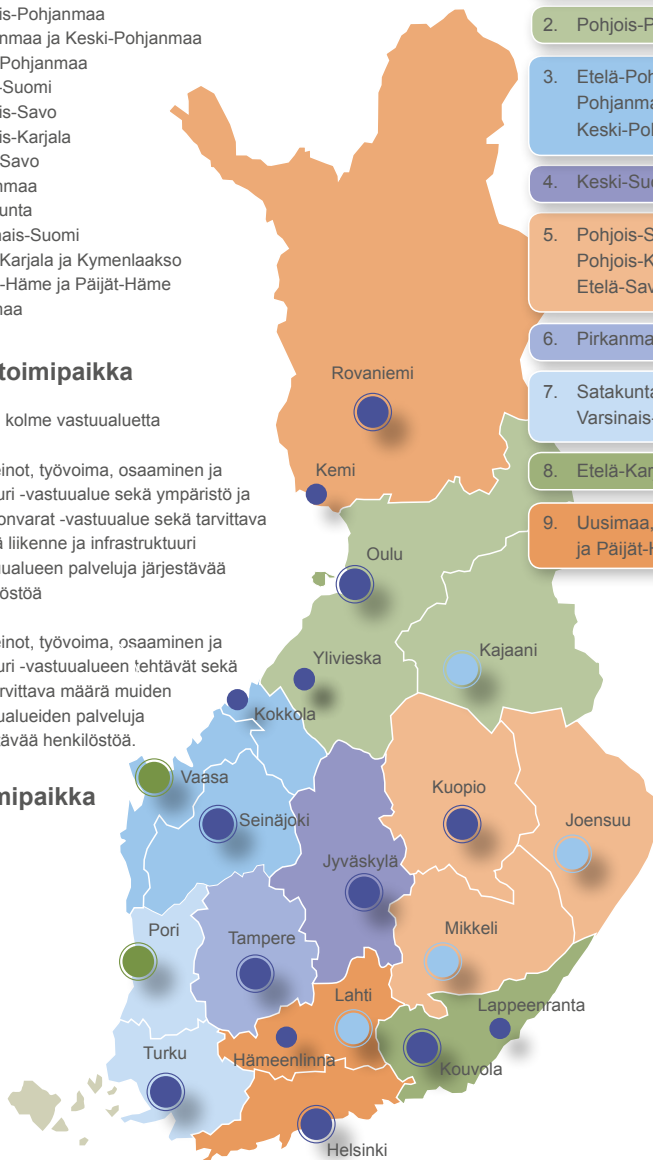 is-Pohjanmaa
nmaa ja Keski-Pohjanmaa
Pohjanmaa
-Suomi
is-Savo
is-Karjala
Savo
nmaa
unta
nais-Suomi
Karjala ja Kymenlaakso
-Häme ja Päijät-Häme
naa
toimipaikka
kolme vastuualuetta
einot, työvoima, osaaminen ja
uri -vastuualue sekä ympäristö ja
onvarat -vastuualue sekä tarvittava
ä liikenne ja infrastruktuuri
ualueen palveluja järjestävää
löstöä
einot, työvoima, osaaminen ja
uri -vastuualueen tehtävät sekä
rvittava määrä muiden
ualueiden palveluja
tävää henkilöstöä.
mipaikka
2. Pohjois-P
3. Etelä-Poh
Pohjanma
Keski-Poh
4. Keski-Suo
5. Pohjois-S
Pohjois-K
Etelä-Sav
6. Pirkanma
7. Satakunta
Varsinais-
8. Etelä-Kar
9. Uusimaa,
ja Päijät-H
Rovaniemi
Kemi
Oulu
Ylivieska
Kajaani
Kokkola
Vaasa
Seinäjoki
Kuopio
Joensuu
Jyväskylä
Pori
Tampere
Mikkeli
Lahti
Lappeenranta
Turku
Hämeenlinna
Kouvola
Helsinki